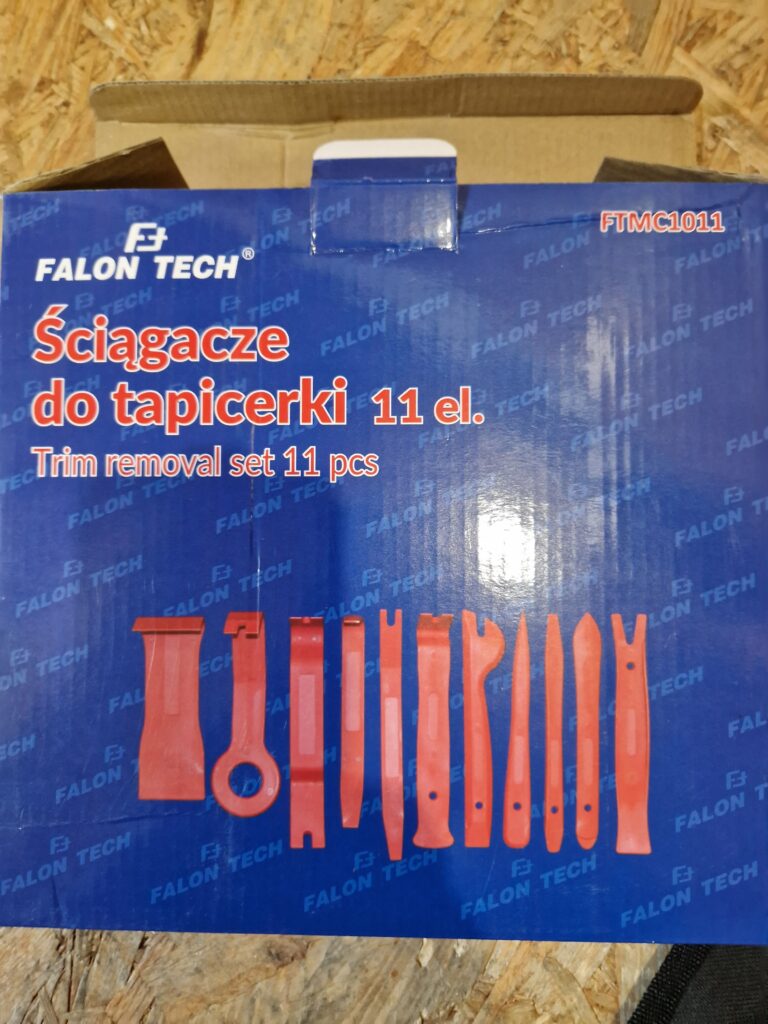 FTMC1011
FALON TECH®
Ściągacze
do tapicerki 11 el.
Trim removal set 11 pcs